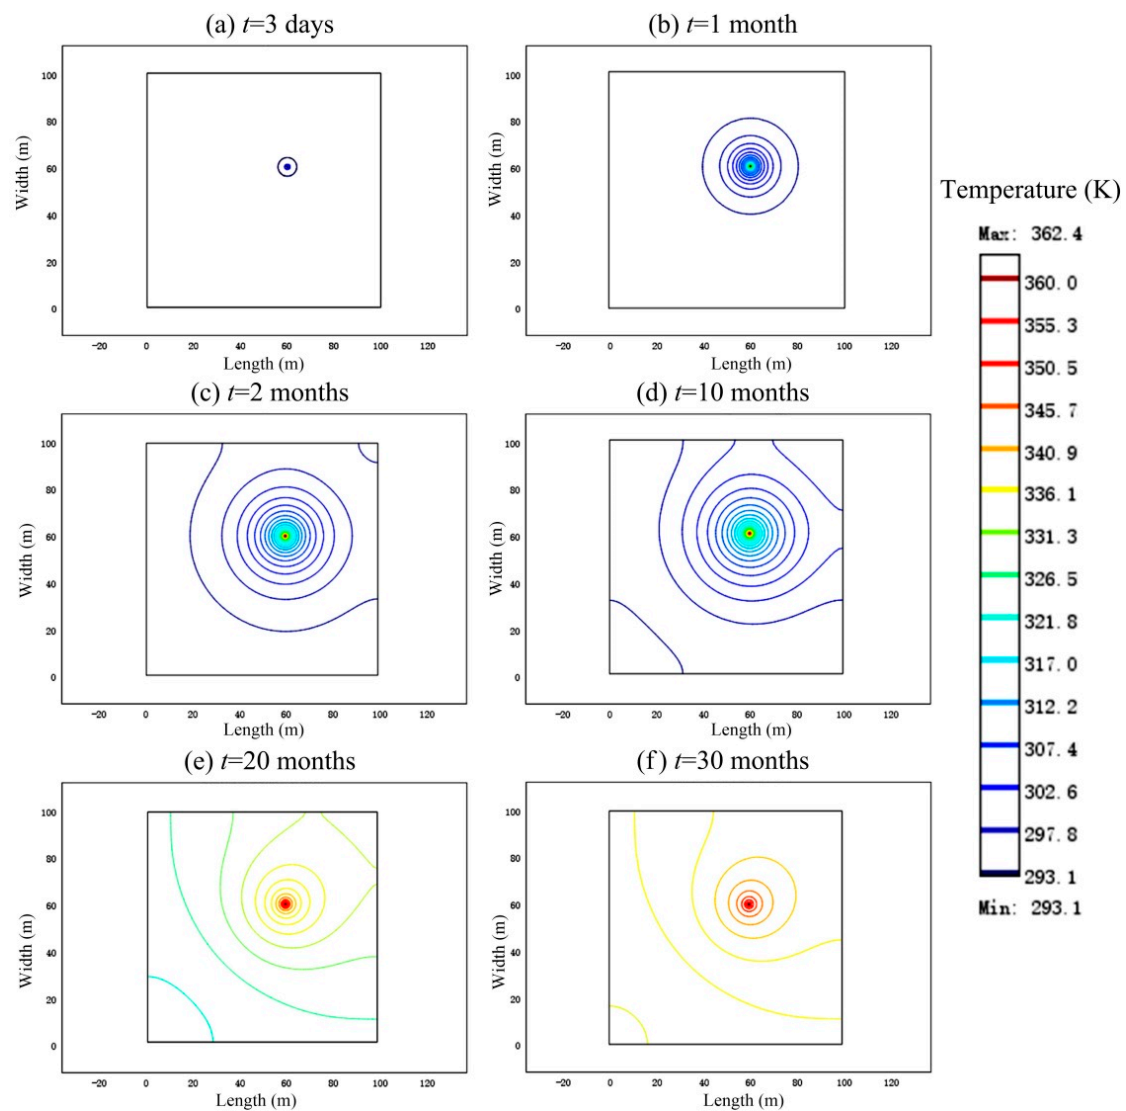 (a) t=3 days
(b) t=1 month
100
80
60
40
20
0
Width (m)
-20 0 20 40 60 80 100 120
Length (m)
100
80
60
40
20
0
Width (m)
-20 0 20 40 60 80 100 120
Length (m)
(c) t=2 months
(d) t=10 months
100
80
60
40
20
0
Width (m)
-20 0 20 40 60 80 100 120
Length (m)
100
80
60
40
20
0
Width (m)
-20 0 20 40 60 80 100 120
Length (m)
(e) t=20 months
(f) t=30 months
100
80
60
40
20
0
Width (m)
-20 0 20 40 60 80 100 120
Length (m)
100
80
60
40
20
0
Width (m)
-20 0 20 40 60 80 100 120
Length (m)
Temperature (K)
Max: 362.4
360.0
355.3
350.5
345.7
340.9
336.1
331.3
326.5
321.8
317.0
312.2
307.4
302.6
297.8
293.1
Min: 293.1